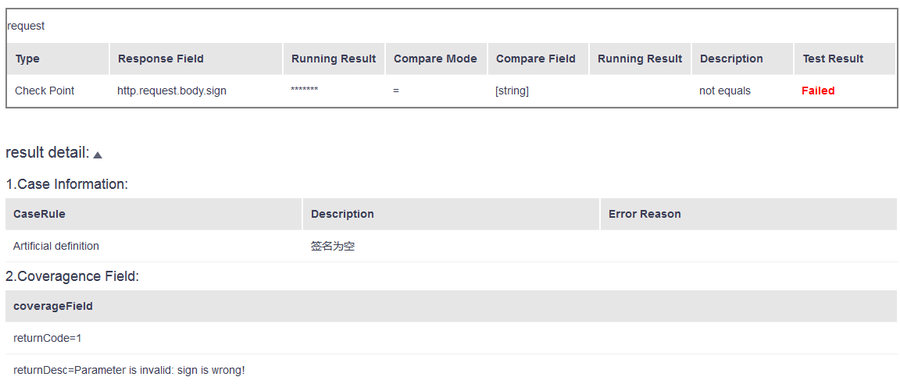 request
Type Response Field Running Result Compare Mode Compare Field Running Result Description Test Result
Check Point http.request.body.sign ******* = [string] not equals Failed
result detail:
1.Case Information:
CaseRule Description Error Reason
Artificial definition 签名为空
2.Coveragence Field:
coverageField
returnCode=1
returnDesc=Parameter is invalid: sign is wrong!